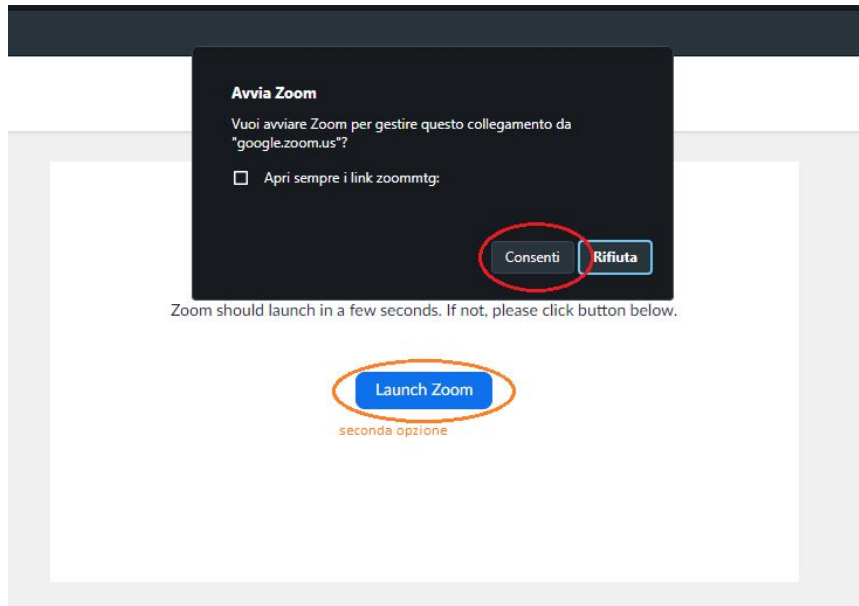 Avvia Zoom
Vuoi avviare Zoom per gestire questo collegamento da
"google.zoom.us"?
Apri sempre i link zoommtg:
Consenti
Rifiuta
Zoom should launch in a few seconds. If not, please click button below.
Launch Zoom
seconda opzione